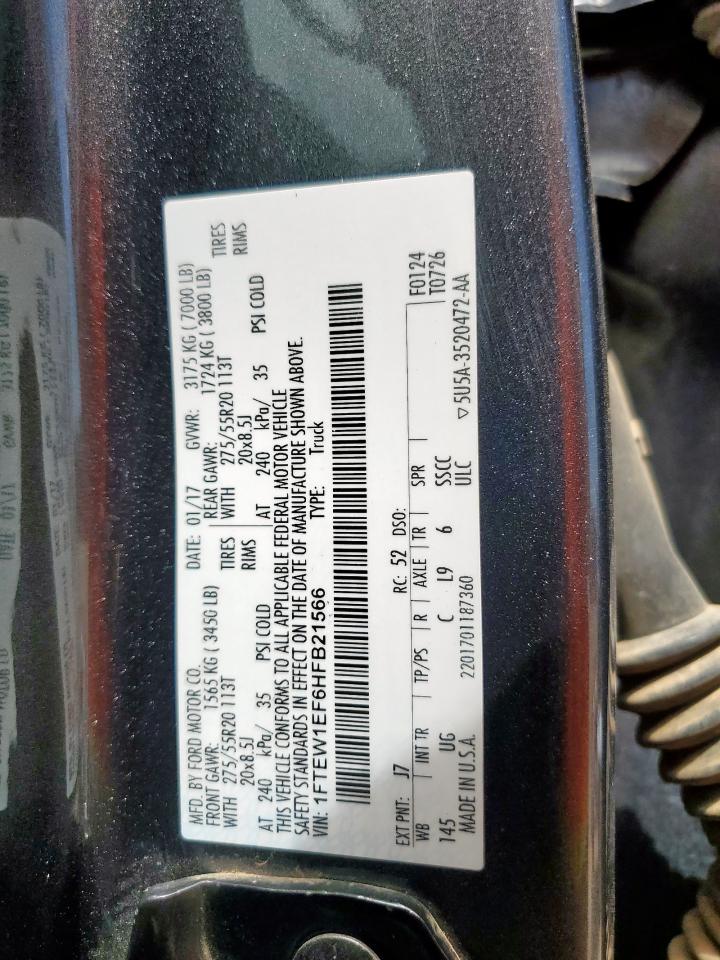 MFD. BY FORD MOTOR CO.
DATE: 01/17 GVWR: 3175 KG ( 7000 LB)
FRONT GAWR: 1565 KG ( 3450 LB) REAR GAWR: 1724 KG ( 3800 LB)
WITH 275/55R20 113T TIRES WITH 275/55R20 113T TIRES
20x8.5J RIMS 20x8.5J RIMS
AT 240 kPa/ 35 PSI COLD AT 240 kPa/ 35 PSI COLD
THIS VEHICLE CONFORMS TO ALL APPLICABLE FEDERAL MOTOR VEHICLE
SAFETY STANDARDS IN EFFECT ON THE DATE OF MANUFACTURE SHOWN ABOVE.
VIN: 1FTEW1EF6HFB21566 TYPE: Truck
EXT PNT: J7 RC: 52 DSO: F0124
WB INT TR TP/PS R AXLE TR SPR T0726
145 UG C L9 6 SSCC
MADE IN U.S.A. 2201701187360 ULC ▽5U5A-3520472-AA